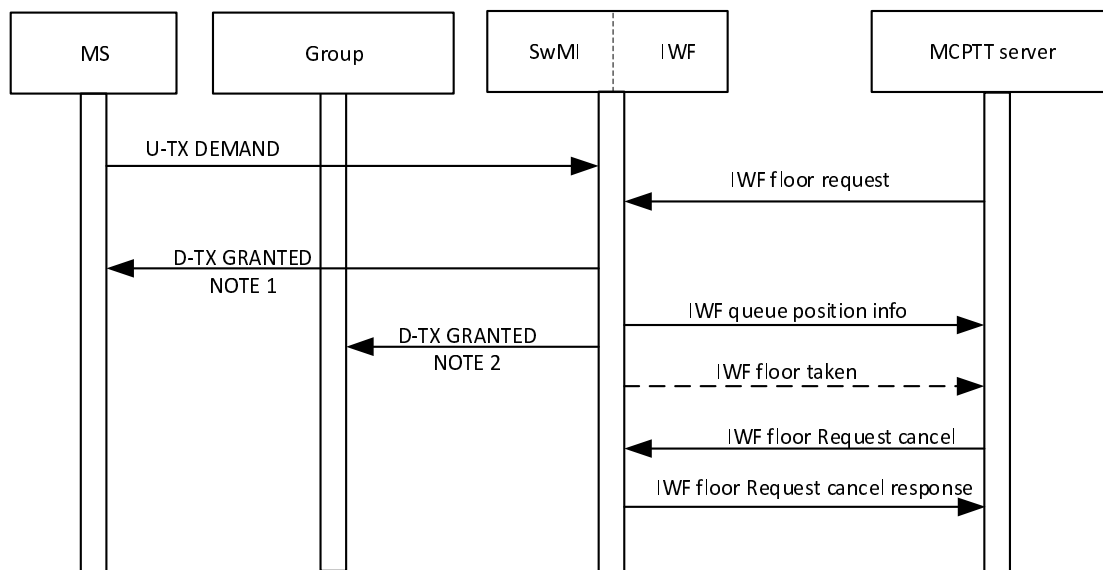 MS
Group
SwMI
IWF
MCPTT server
U-TX DEMAND
IWF floor request
D-TX GRANTED
NOTE 1
IWF queue position info
D-TX GRANTED
NOTE 2
IWF floor taken
IWF floor Request cancel
IWF floor Request cancel response